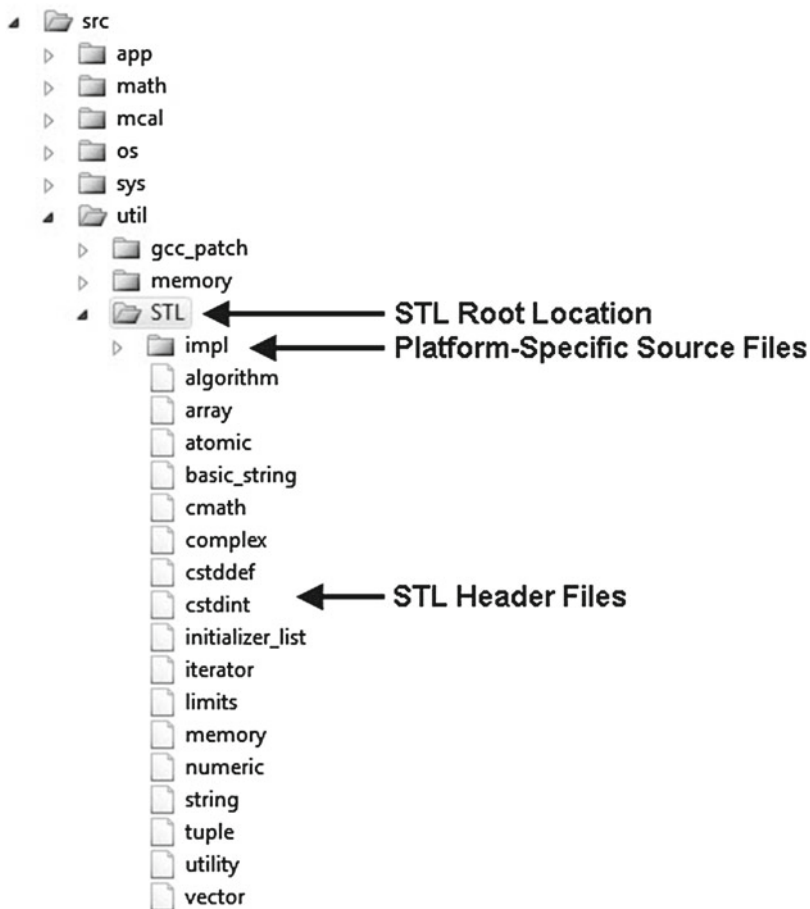 src
app
math
mcal
os
sys
util
gcc_patch
memory
STL STL Root Location
impl Platform-Specific Source Files
algorithm
array
atomic
basic_string
cmath
complex
cstddef
cstdint STL Header Files
initializer_list
iterator
limits
memory
numeric
string
tuple
utility
vector